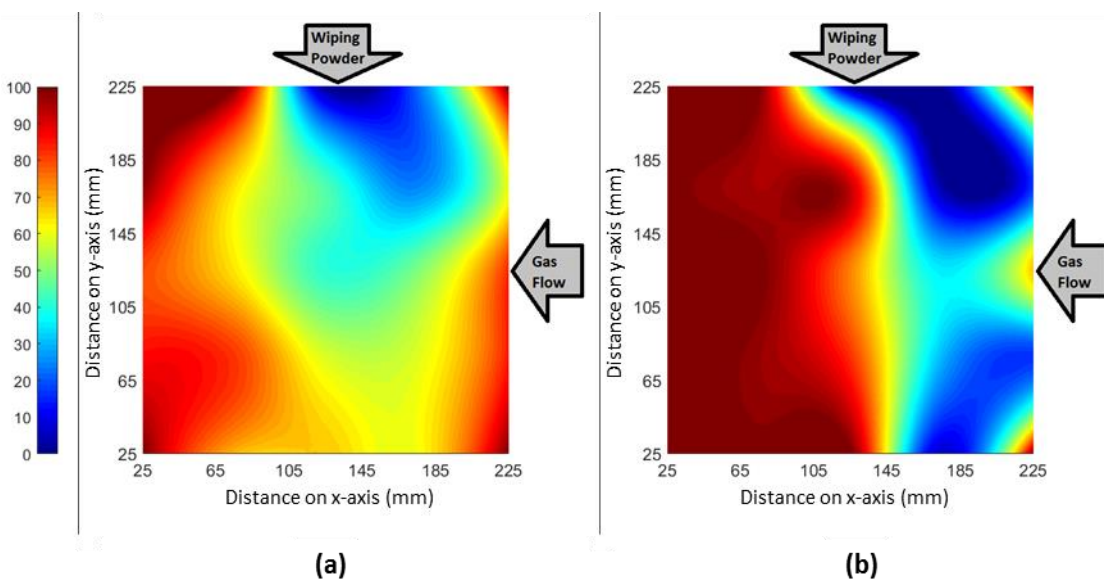 Wiping
Powder
Wiping
Powder
100
90
80
70
60
50
40
30
20
10
0
Distance on y-axis (mm)
225
185
145
105
65
25
25 65 105 145 185 225
Distance on x-axis (mm)
Gas
Flow
(a)
Distance on y-axis (mm)
225
185
145
105
65
25
25 65 105 145 185 225
Distance on x-axis (mm)
Gas
Flow
(b)